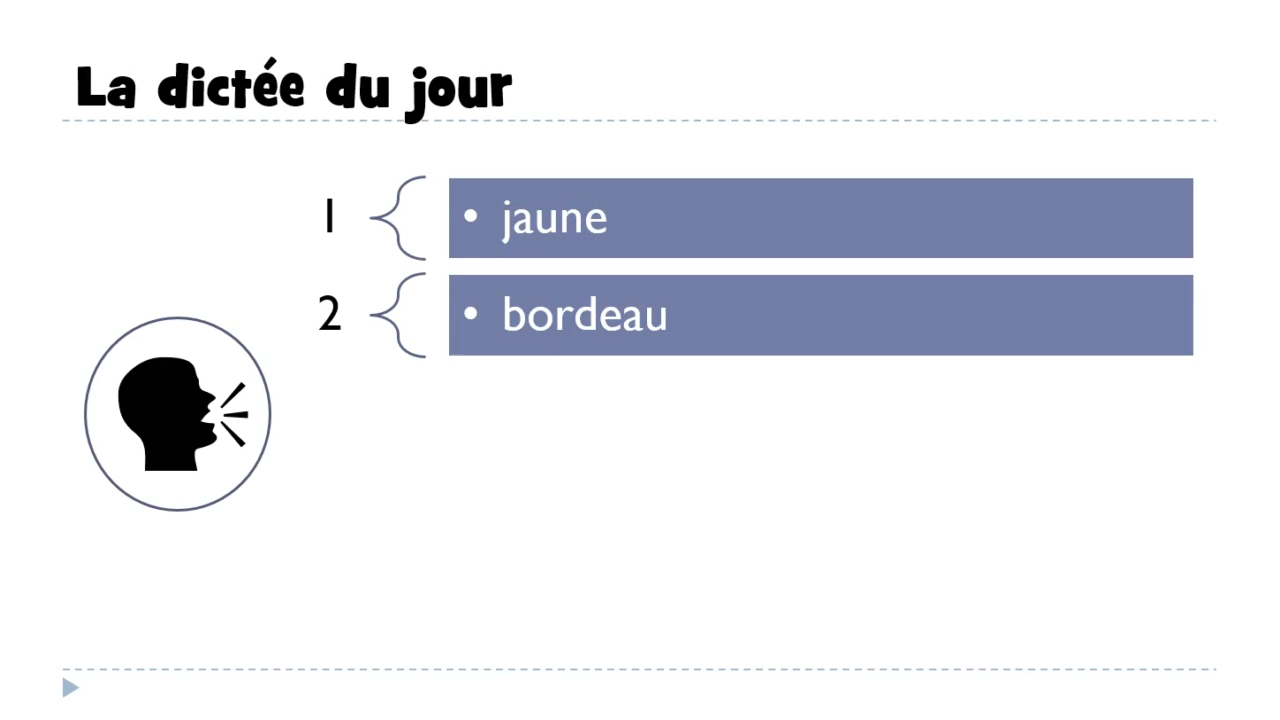 La dictée du jour
1
• jaune
2
• bordeau